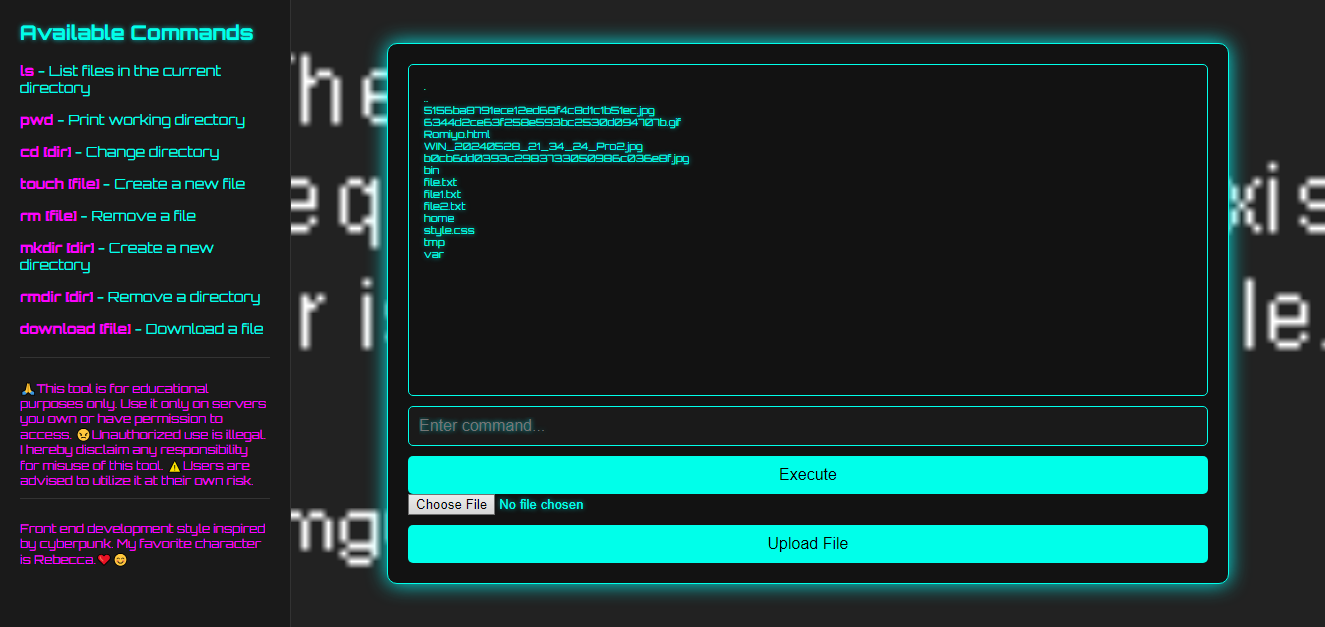 Available Commands
ls - List files in the current
directory
pwd - Print working directory
cd [dir] - Change directory
touch [file] - Create a new file
rm [file] - Remove a file
mkdir [dir] - Create a new
directory
rmdir [dir] - Remove a directory
download [file] - Download a file
🙏This tool is for educational
purposes only. Use it only on servers
you own or have permission to
access. 😠Unauthorized use is illegal.
I hereby disclaim any responsibility
for misuse of this tool. ⚠️Users are
advised to utilize it at their own risk.
Front end development style inspired
by cyberpunk. My favorite character
is Rebecca.❤️ 😊
.
..
5156ba8791ece12ed68f4c8d1c1b51ec.jpg
6344d2ce63f258e593bc2530d094707b.gif
Romiyo.html
WIN_20240528_21_34_24_Pro2.jpg
b0cb6dd0393c2983733050986c036e8f.jpg
bin
file.txt
file1.txt
file2.txt
home
style.css
tmp
var
Enter command...
Execute
Choose File No file chosen
Upload File